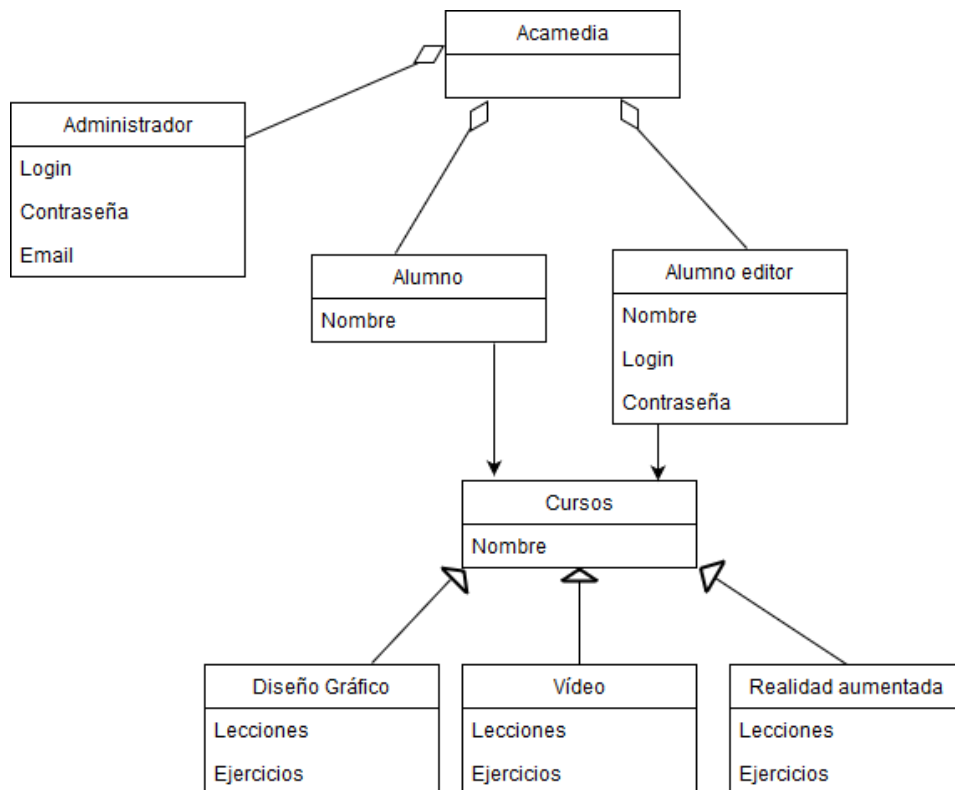 Acamedia
Administrador
Login
Contraseña
Email
Alumno
Nombre
Alumno editor
Nombre
Login
Contraseña
Cursos
Nombre
Diseño Gráfico
Lecciones
Ejercicios
Vídeo
Lecciones
Ejercicios
Realidad aumentada
Lecciones
Ejercicios